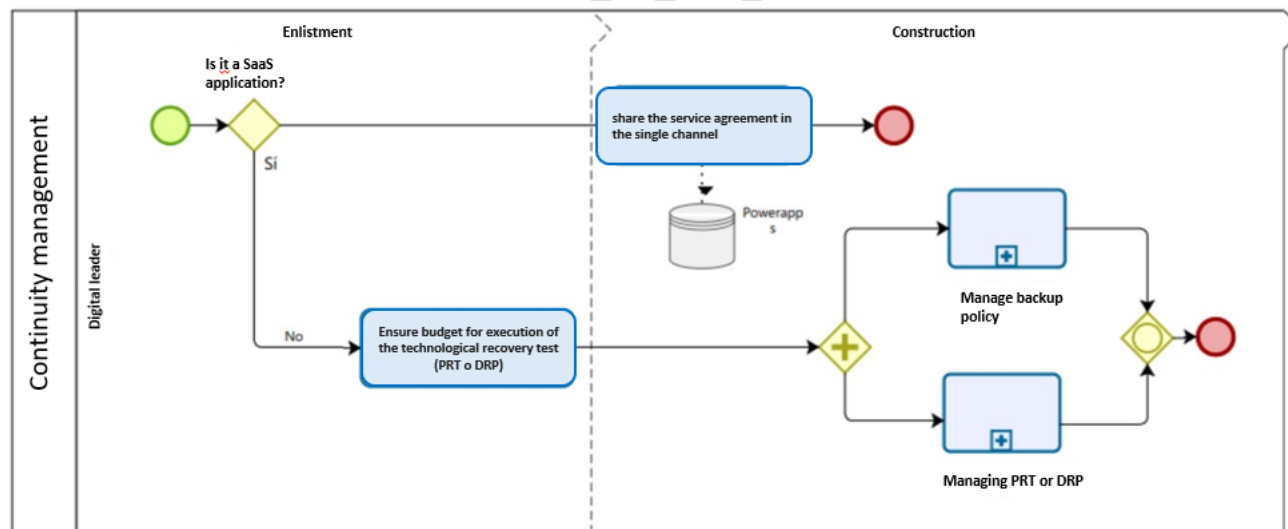 Enlistment
Construction
Is it a SaaS
application?
share the service agreement in
the single channel
Sí
Powerapp
s
Continuity management
Digital leader
Manage backup
policy
No
Ensure budget for execution of
the technological recovery test
(PRT o DRP)
Managing PRT or DRP